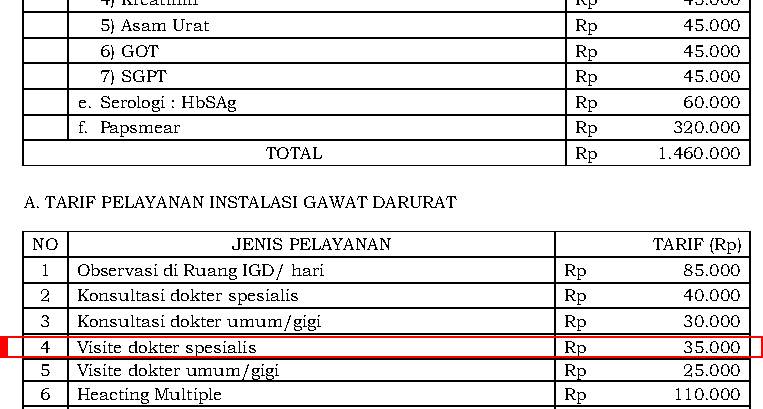 Rp 45.000
5) Asam Urat Rp 45.000
6) GOT Rp 45.000
7) SGPT Rp 45.000
e. Serologi : HbSAg Rp 60.000
f. Papsmear Rp 320.000
TOTAL Rp 1.460.000
A. TARIF PELAYANAN INSTALASI GAWAT DARURAT
NO JENIS PELAYANAN TARIF (Rp)
1 Observasi di Ruang IGD/ hari Rp 85.000
2 Konsultasi dokter spesialis Rp 40.000
3 Konsultasi dokter umum/gigi Rp 30.000
4 Visite dokter spesialis Rp 35.000
5 Visite dokter umum/gigi Rp 25.000
6 Heacting Multiple Rp 110.000